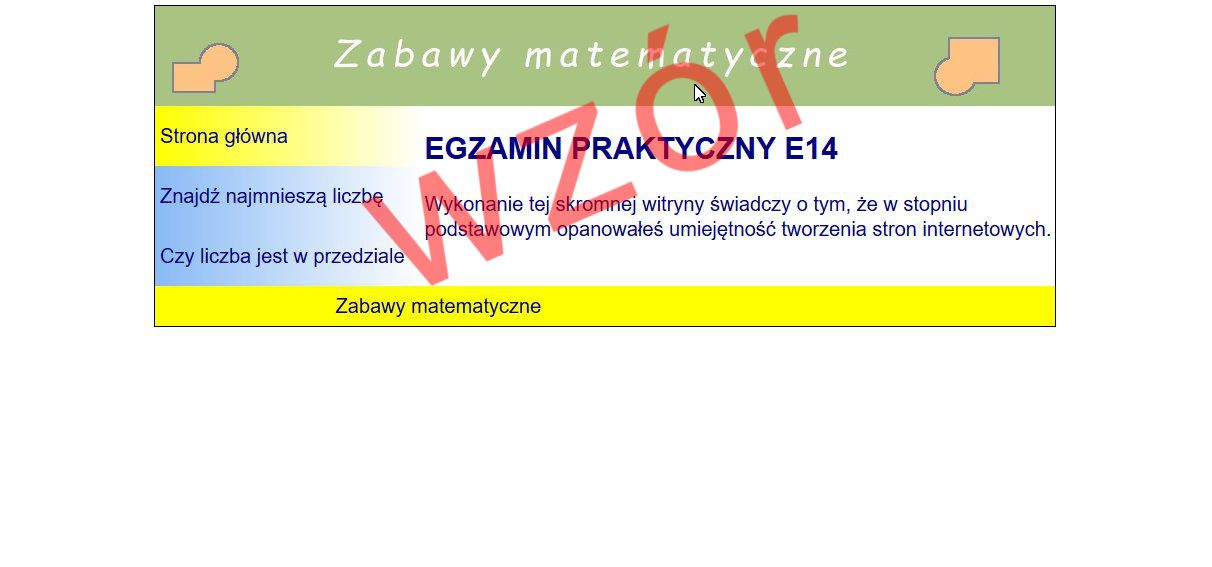 Zabawy matematyczne
Strona główna
Znajdź najmnieszą liczbę
Czy liczba jest w przedziale
EGZAMIN PRAKTYCZNY E14
Wykonanie tej skromnej witryny świadczy o tym, że w stopniu
podstawowym opanowałeś umiejętność tworzenia stron internetowych.
Zabawy matematyczne
wzór